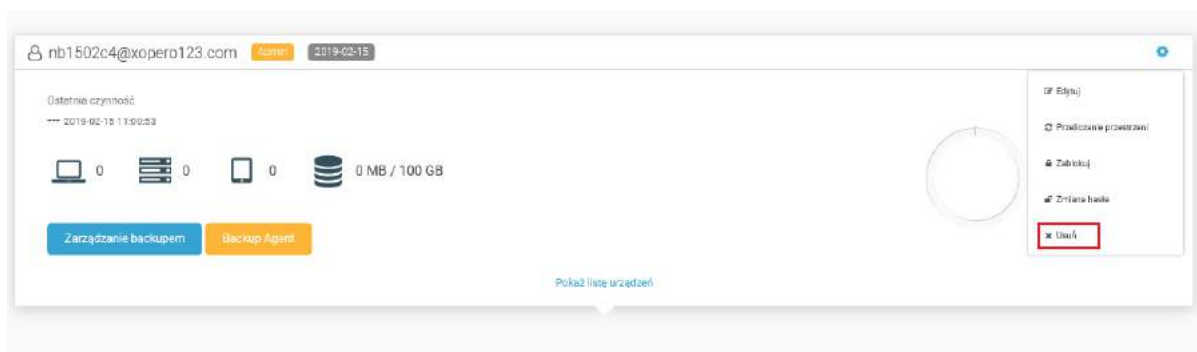 nb1502c4@xopero123.com Admin 2019-02-15
Ostatnia czynność
--- 2019-02-15 11:00:53
0 0 0 0 MB / 100 GB
Zarządzanie backupem Backup Agent
Pokaż listę urządzeń
Edytuj
Przeliczanie przestrzeni
Zablokuj
Zmiana hasła
Usuń